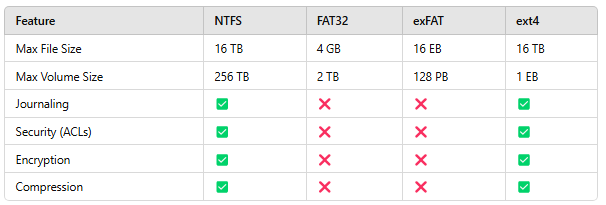 Feature NTFS FAT32 exFAT ext4
Max File Size 16 TB 4 GB 16 EB 16 TB
Max Volume Size 256 TB 2 TB 128 PB 1 EB
Journaling ✅ ❌ ❌ ✅
Security (ACLs) ✅ ❌ ❌ ✅
Encryption ✅ ❌ ❌ ✅
Compression ✅ ❌ ❌ ✅